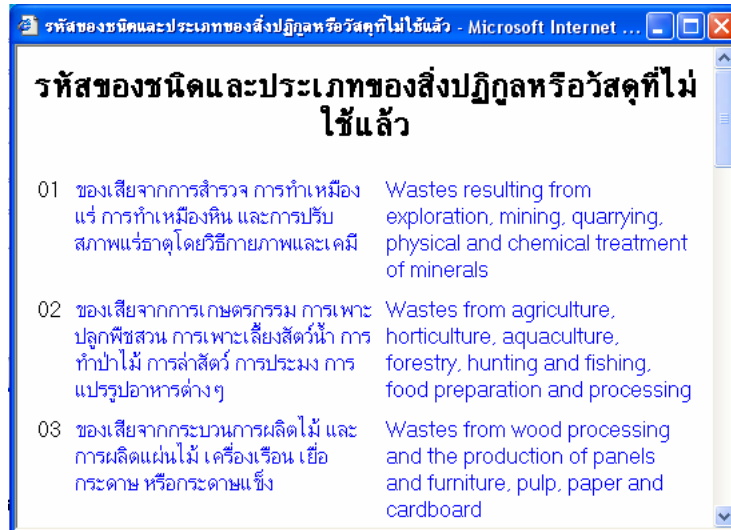 รหัสของชนิดและประเภทของสิ่งปฏิกูลหรือวัสดุที่ไม่ใช้แล้ว - Microsoft Internet ...
รหัสของชนิดและประเภทของสิ่งปฏิกูลหรือวัสดุที่ไม่
ใช้แล้ว
01 ของเสียจากการสำรวจ การทำเหมือง Wastes resulting from
แร่ การทำเหมืองหิน และการปรับ exploration, mining, quarrying,
สภาพแร่ธาตุโดยวิธีกายภาพและเคมี physical and chemical treatment
of minerals
02 ของเสียจากการเกษตรกรรม การเพาะ Wastes from agriculture,
ปลูกพืชสวน การเพาะเลี้ยงสัตว์น้ำ การ horticulture, aquaculture,
ทำป่าไม้ การล่าสัตว์ การประมง การ forestry, hunting and fishing,
แปรรูปอาหารต่างๆ food preparation and processing
03 ของเสียจากกระบวนการผลิตไม้ และ Wastes from wood processing
การผลิตแผ่นไม้ เครื่องเรือน เยื่อ and the production of panels
กระดาษ หรือกระดาษแข็ง and furniture, pulp, paper and
cardboard